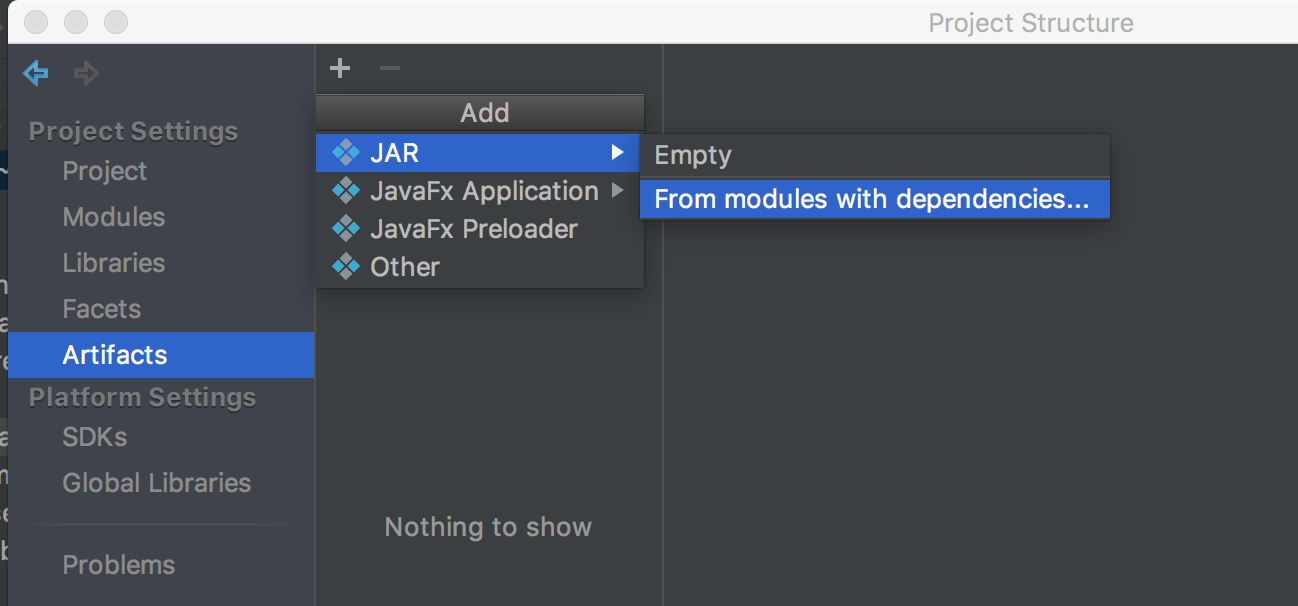 Project Structure
Project Settings
Project
Modules
Libraries
Facets
Artifacts
Platform Settings
SDKs
Global Libraries
Problems
Add
JAR
JavaFx Application
JavaFx Preloader
Other
Empty
From modules with dependencies...
Nothing to show